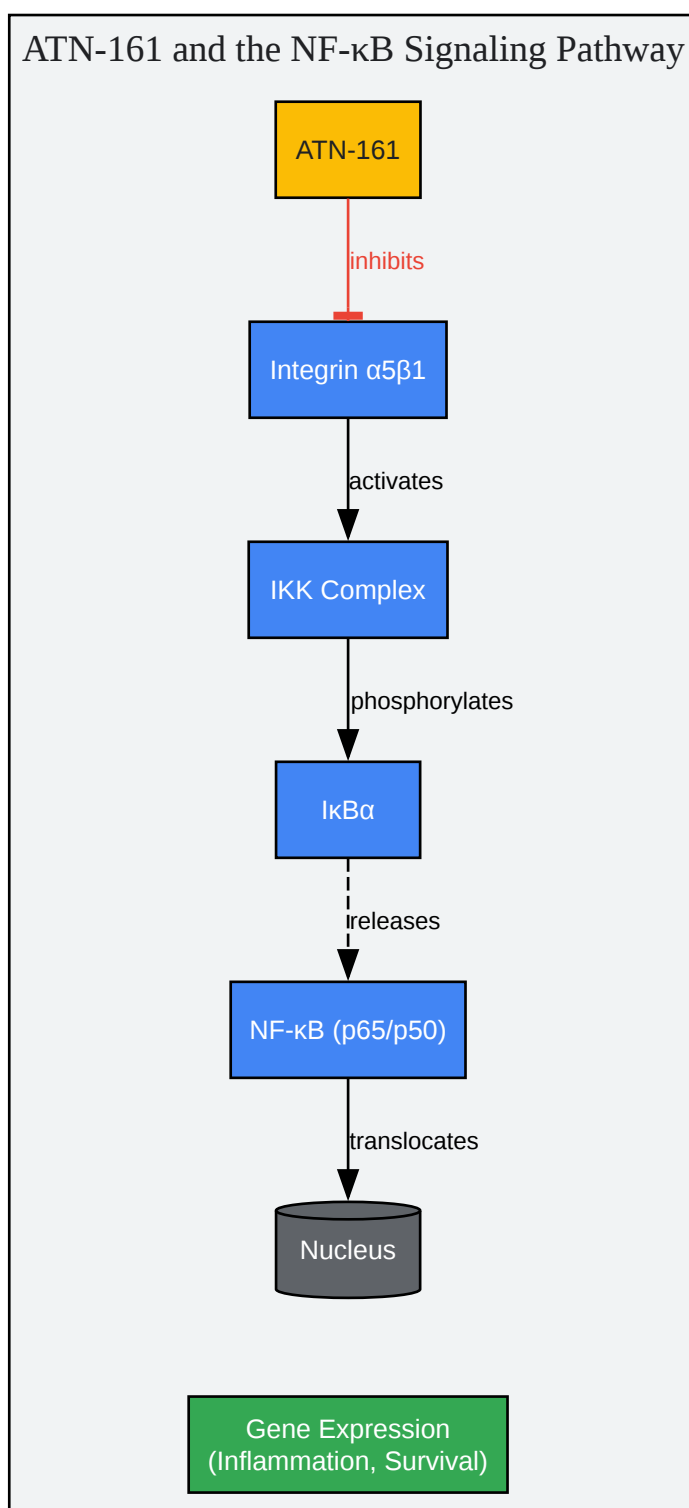 ATN-161 and the NF-κB Signaling Pathway
ATN-161
inhibits
Integrin α5β1
activates
IKK Complex
phosphorylates
IκBα
releases
NF-κB (p65/p50)
translocates
Nucleus
Gene Expression
(Inflammation, Survival)